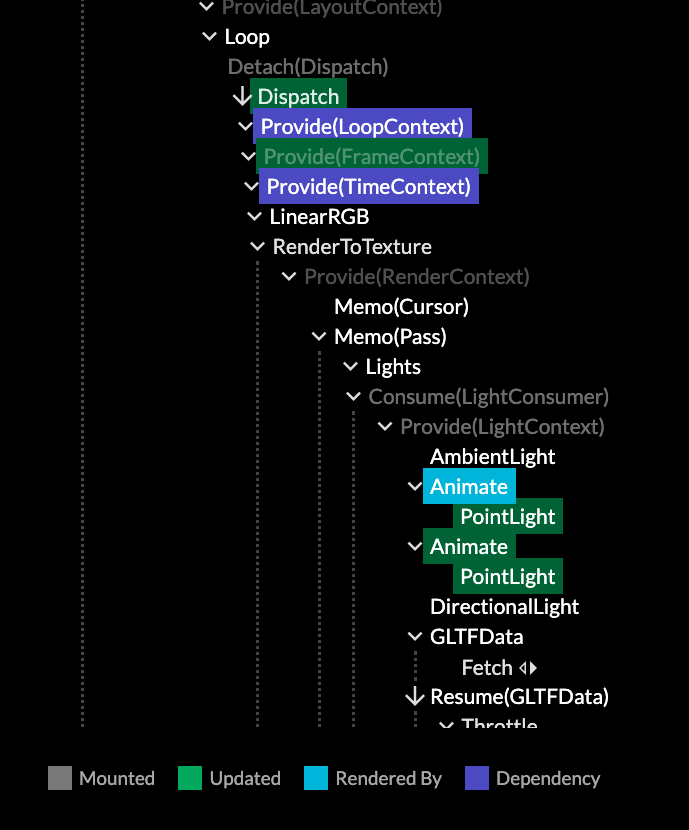 Provide(LayoutContext)
Loop
Detach(Dispatch)
Dispatch
Provide(LoopContext)
Provide(FrameContext)
Provide(TimeContext)
LinearRGB
RenderToTexture
Provide(RenderContext)
Memo(Cursor)
Memo(Pass)
Lights
Consume(LightConsumer)
Provide(LightContext)
AmbientLight
Animate
PointLight
Animate
PointLight
DirectionalLight
GLTFData
Fetch
Resume(GLTFData)
Throttle
Mounted Updated Rendered By Dependency